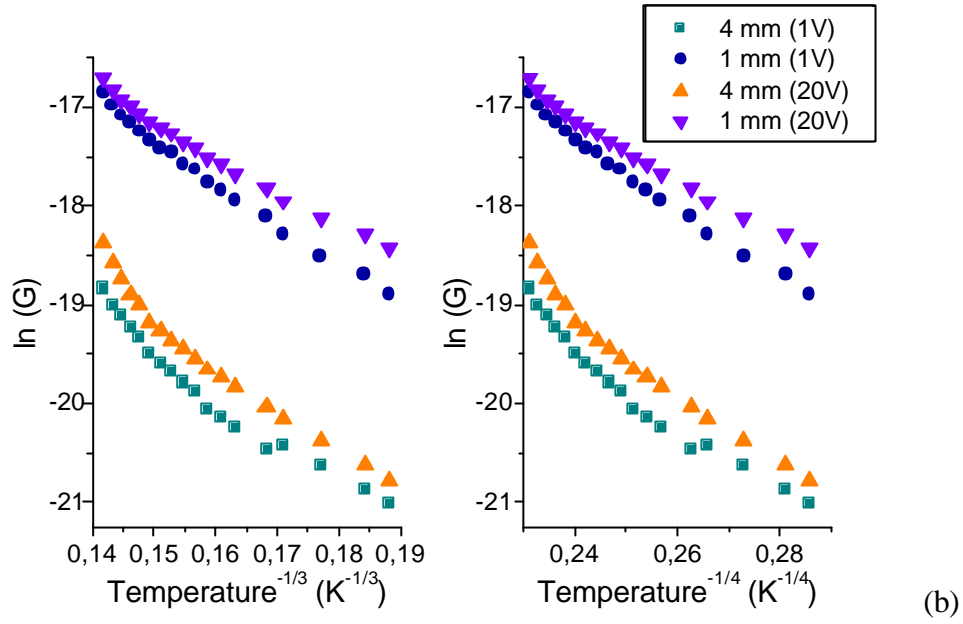 4 mm (1V)
1 mm (1V)
4 mm (20V)
1 mm (20V)
ln (G)
-17
-18
-19
-20
-21
0,14 0,15 0,16 0,17 0,18 0,19
Temperature^-1/3 (K^-1/3)
ln (G)
-17
-18
-19
-20
-21
0,24 0,26 0,28
Temperature^-1/4 (K^-1/4)
(b)